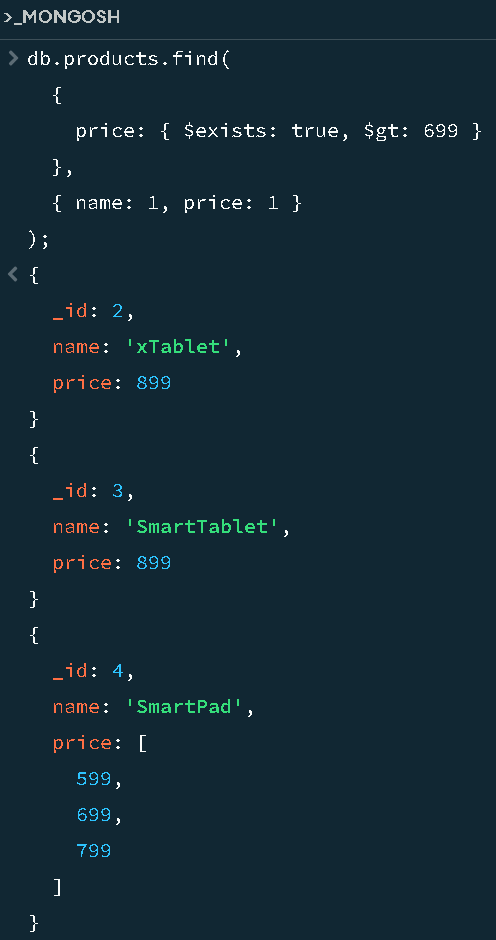 >_MONGOSH
> db.products.find(
{
price: { $exists: true, $gt: 699 }
},
{ name: 1, price: 1 }
);
< {
_id: 2,
name: 'xTablet',
price: 899
}
{
_id: 3,
name: 'SmartTablet',
price: 899
}
{
_id: 4,
name: 'SmartPad',
price: [
599,
699,
799
]
}